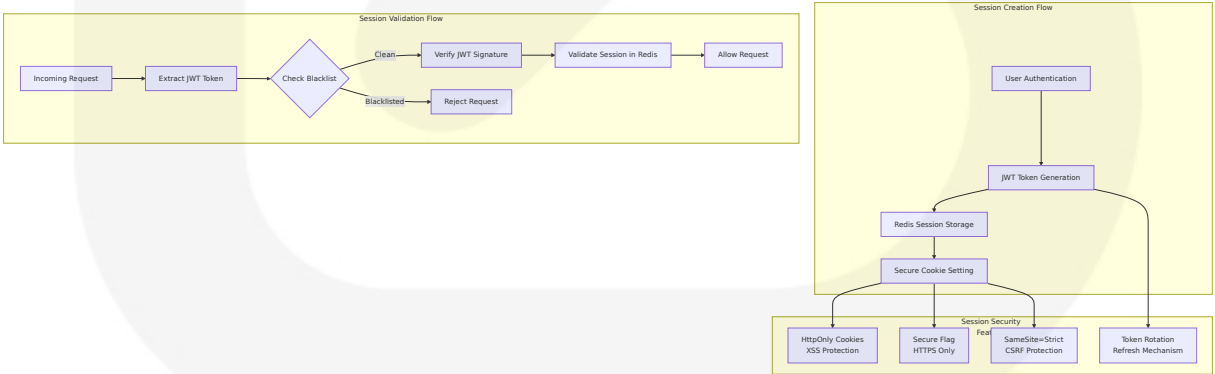 Session Validation Flow
Incoming Request
Extract JWT Token
Check Blacklist
Clean
Verify JWT Signature
Validate Session in Redis
Allow Request
Blacklisted
Reject Request
Session Creation Flow
User Authentication
JWT Token Generation
Redis Session Storage
Secure Cookie Setting
Session Security
HttpOnly Cookies
XSS Protection
Secure Flag
HTTPS Only
SameSite=Strict
CSRF Protection
Token Rotation
Refresh Mechanism